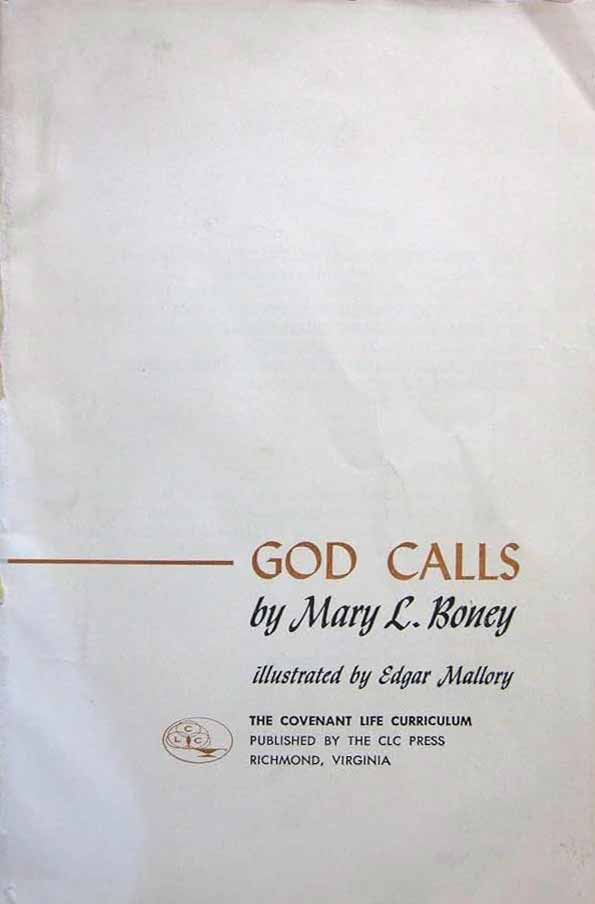 GOD CALLS
by Mary L. Boney
illustrated by Edgar Mallory
C
L C
THE COVENANT LIFE CURRICULUM
PUBLISHED BY THE CLC PRESS
RICHMOND, VIRGINIA